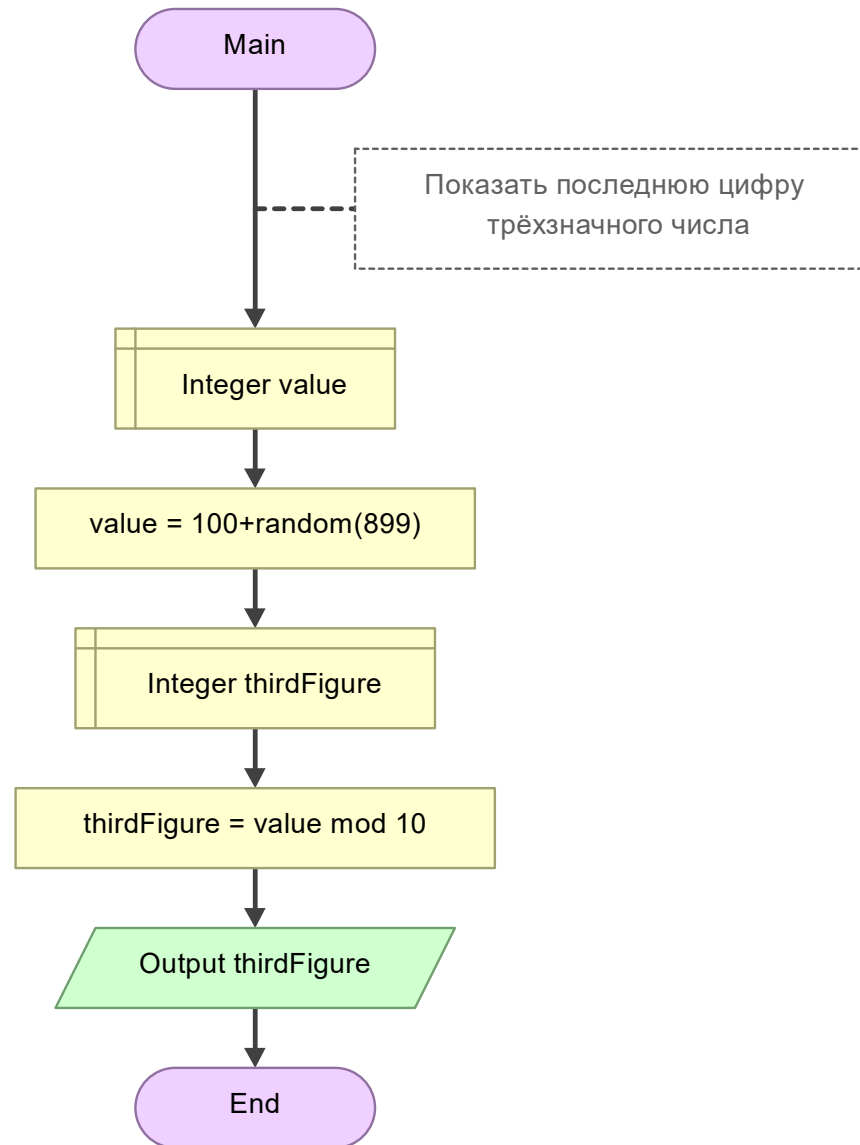 Main
Показать последнюю цифру
трёхзначного числа
Integer value
value = 100+random(899)
Integer thirdFigure
thirdFigure = value mod 10
Output thirdFigure
End